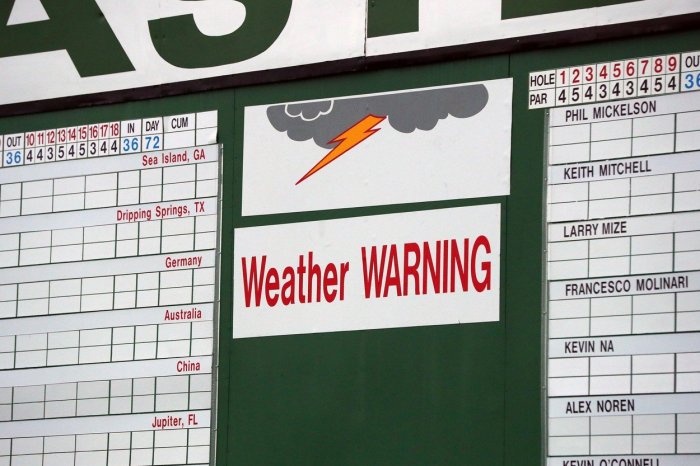 AST
OUT 10 11 12 13 14 15 16 17 18 IN DAY CUM
36 4 4 3 5 4 3 5 4 4 36 72
Sea Island, GA
Dripping Springs, TX
Germany
Australia
China
Jupiter, FL
Weather WARNING
HOLE 1 2 3 4 5 6 7 8 9 OUT
PAR 4 5 4 3 4 3 4 5 4 36
PHIL MICKELSON
KEITH MITCHELL
LARRY MIZE
FRANCESCO MOLINARI
KEVIN NA
ALEX NOREN
KEVIN O'CONNELL